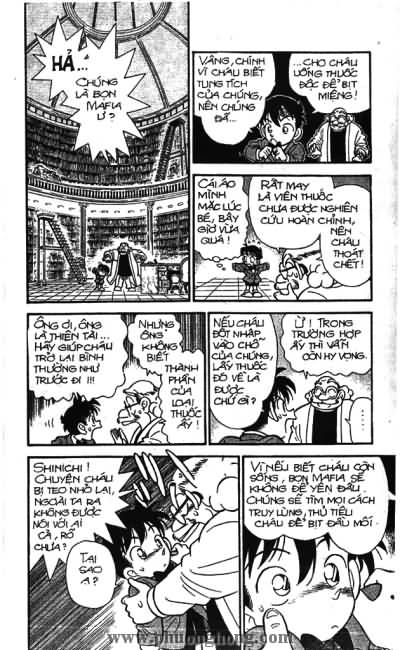 HẢ...
CHÚNG
LÀ BỌN
MAFIA
Ư?
VÂNG, CHÍNH
VÌ CHÁU BIẾT
TUNG TÍCH
CỦA CHÚNG,
NÊN CHÚNG
ĐÃ...
...CHO CHÁU
UỐNG THUỐC
ĐỘC ĐỂ BỊT
MIỆNG!
CÁI ÁO
MÌNH
MẶC LÚC
BÉ, BÂY
GIỜ VỪA
QUÁ!
RẤT MAY
LÀ VIÊN THUỐC
CHƯA ĐƯỢC NGHIÊN
CỨU HOÀN CHỈNH,
NÊN
CHÁU
THOÁT
CHẾT!
ÔNG ƠI, ÔNG
LÀ THIÊN TÀI...
HÃY GIÚP CHÁU
TRỞ LẠI BÌNH
THƯỜNG NHƯ
TRƯỚC ĐI!!!
NHƯNG
ÔNG
KHÔNG
BIẾT
THÀNH
PHẦN
CỦA
LOẠI
THUỐC
ẤY!
NẾU CHÁU
ĐỘT NHẬP
VÀO CHỖ
CỦA CHÚNG,
LẤY THUỐC
ĐÓ VỀ LÀ
ĐƯỢC
CHỨ GÌ?
Ừ! TRONG
TRƯỜNG HỢP
ẤY THÌ VẪN
CÒN HY VỌNG.
SHINICHI!
CHUYỆN CHÁU
BỊ TEO NHỎ LẠI,
NGOÀI TA RA
KHÔNG ĐƯỢC
NÓI VỚI AI
CẢ, RÕ
CHƯA?
TẠI
SAO
Ạ?
VÌ NẾU BIẾT CHÁU CÒN
SỐNG, BỌN MAFIA SẼ
KHÔNG ĐỂ YÊN ĐÂU.
CHÚNG SẼ TÌM MỌI CÁCH
TRUY LÙNG, THỦ TIÊU
CHÁU ĐỂ BỊT ĐẦU MỐI.
www.phuonghong.com